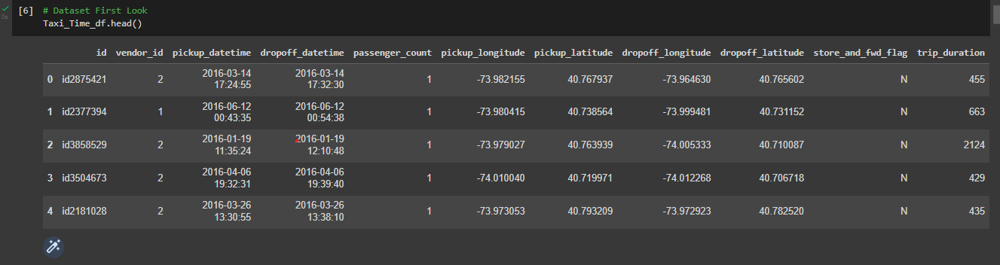 [6] # Dataset First Look
0s
Taxi_Time_df.head()
id vendor_id pickup_datetime dropoff_datetime passenger_count pickup_longitude pickup_latitude dropoff_longitude dropoff_latitude store_and_fwd_flag trip_duration
0 id2875421 2 2016-03-14 17:24:55 2016-03-14 17:32:30 1 -73.982155 40.767937 -73.964630 40.765602 N 455
1 id2377394 1 2016-06-12 00:43:35 2016-06-12 00:54:38 1 -73.980415 40.738564 -73.999481 40.731152 N 663
2 id3858529 2 2016-01-19 11:35:24 2016-01-19 12:10:48 1 -73.979027 40.763939 -74.005333 40.710087 N 2124
3 id3504673 2 2016-04-06 19:32:31 2016-04-06 19:39:40 1 -74.010040 40.719971 -74.012268 40.706718 N 429
4 id2181028 2 2016-03-26 13:30:55 2016-03-26 13:38:10 1 -73.973053 40.793209 -73.972923 40.782520 N 435